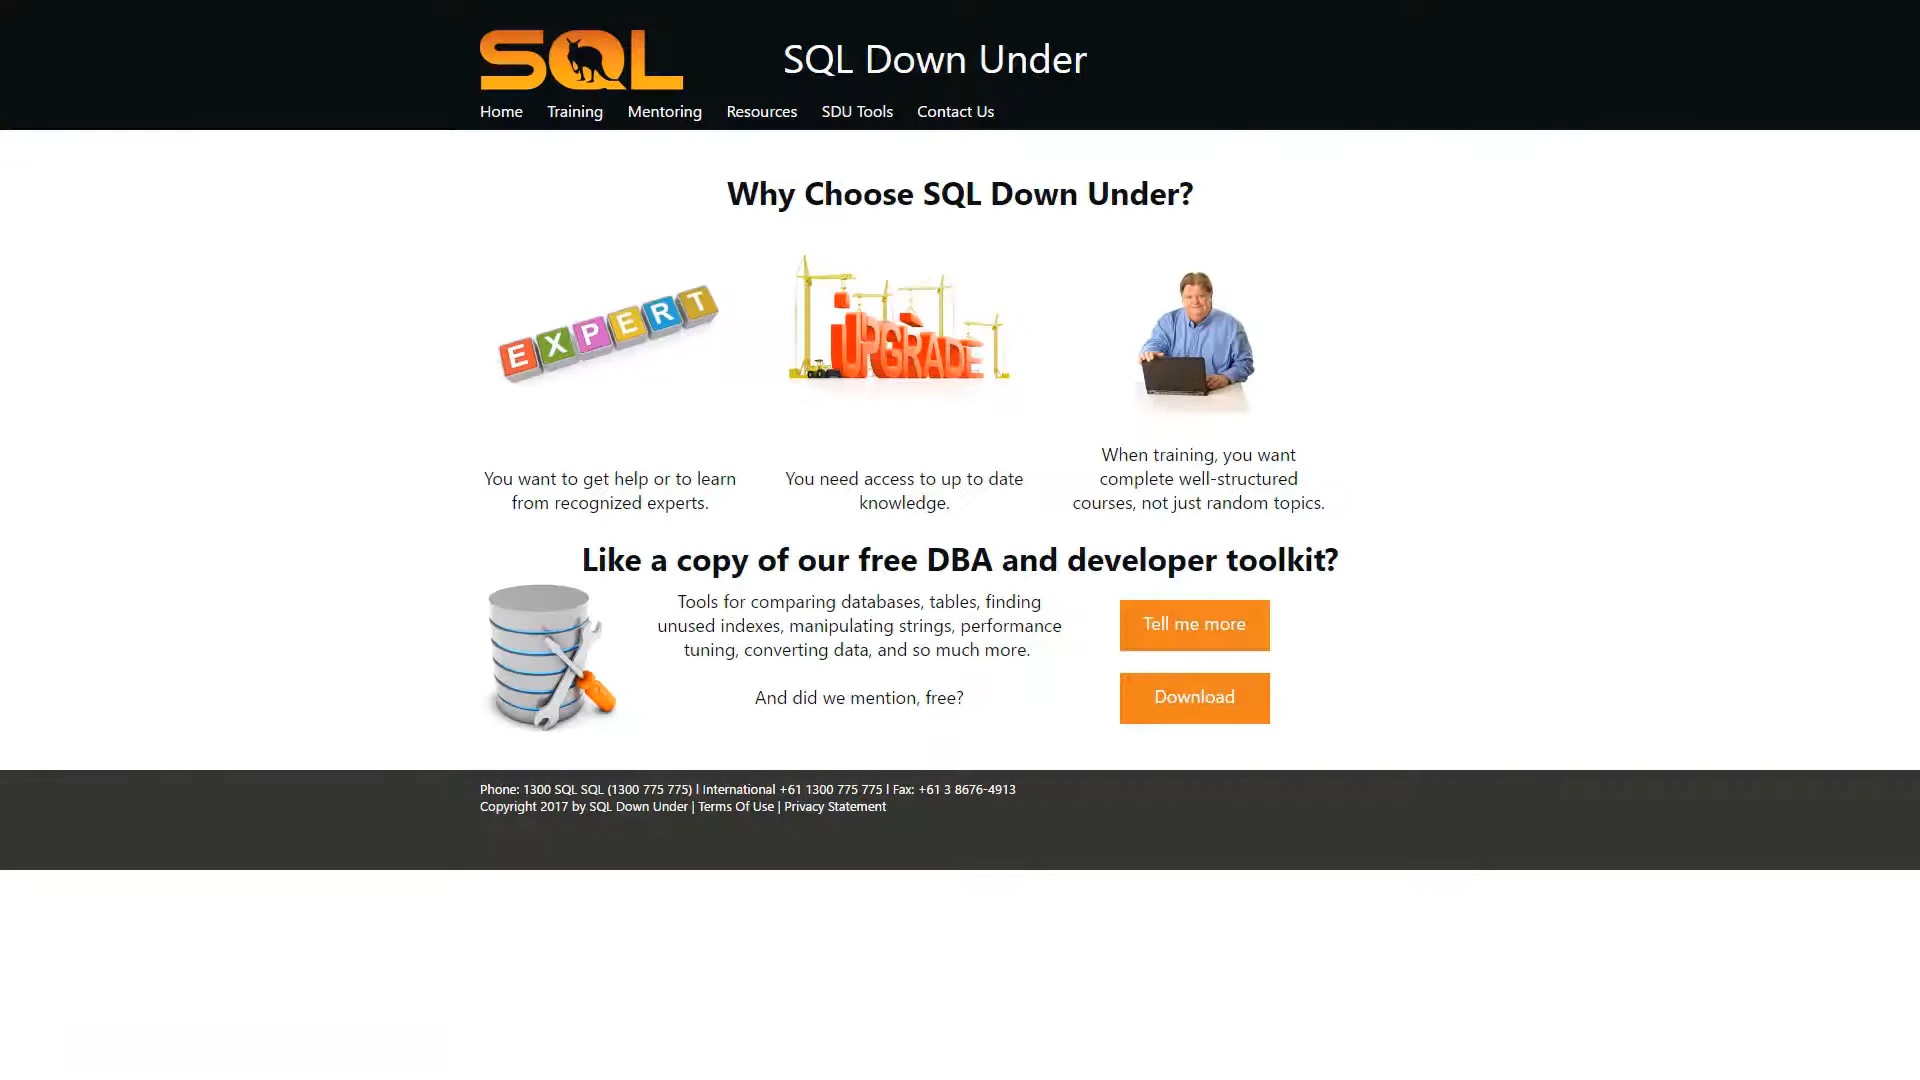 SQL
SQL Down Under
Home Training Mentoring Resources SDU Tools Contact Us
Why Choose SQL Down Under?
EXPERT
UPGRADE
You want to get help or to learn
from recognized experts.
You need access to up to date
knowledge.
When training, you want
complete well-structured
courses, not just random topics.
Like a copy of our free DBA and developer toolkit?
Tools for comparing databases, tables, finding
unused indexes, manipulating strings, performance
tuning, converting data, and so much more.
And did we mention, free?
Tell me more
Download
Phone: 1300 SQL SQL (1300 775 775) l International +61 1300 775 775 l Fax: +61 3 8676-4913
Copyright 2017 by SQL Down Under | Terms Of Use | Privacy Statement